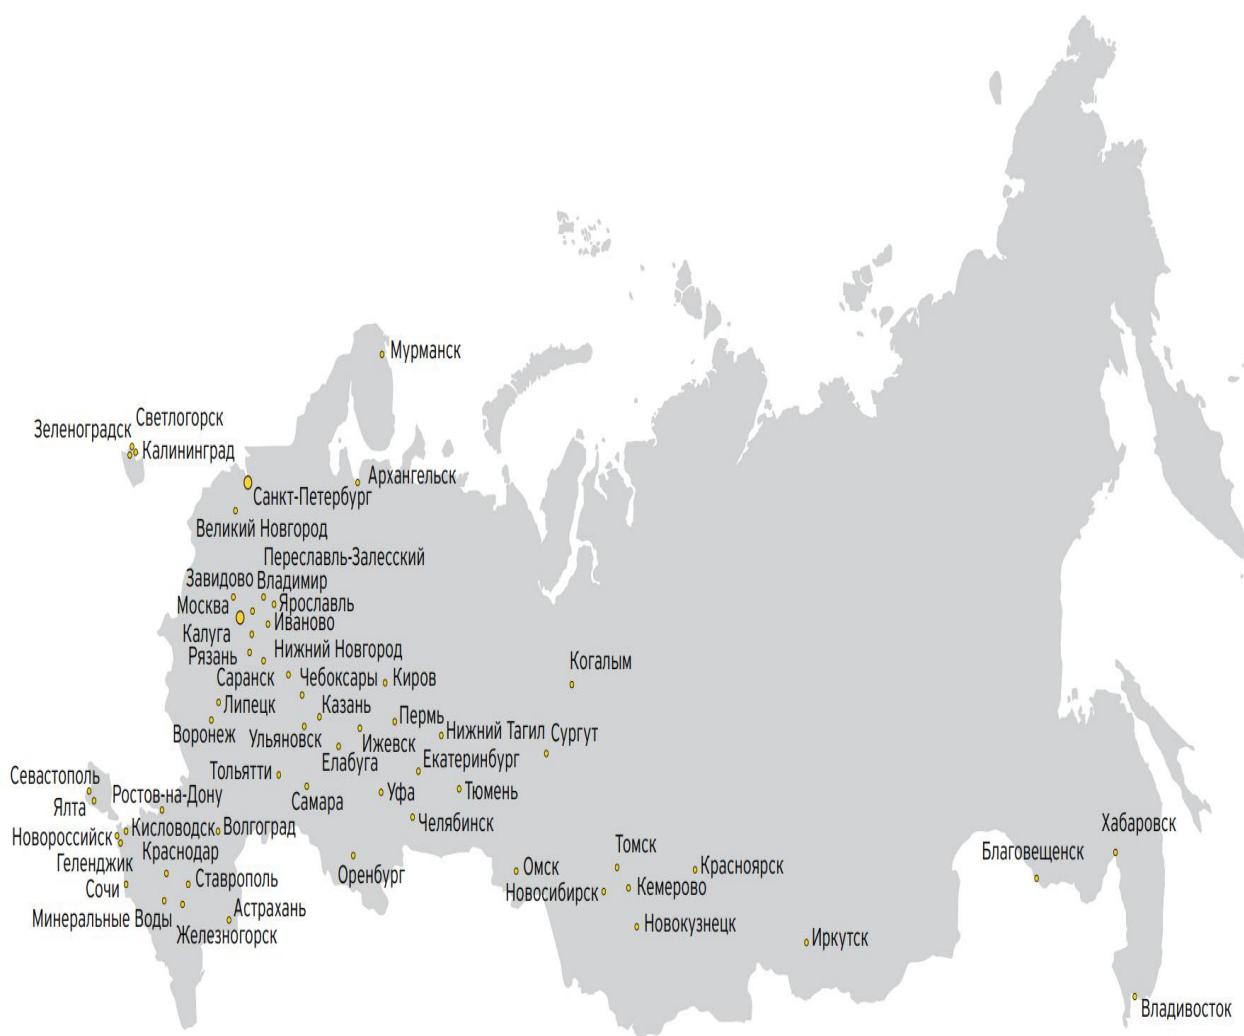 Мурманск
Светлогорск
Зеленоградск
Калининград
Архангельск
Санкт-Петербург
Великий Новгород
Переславль-Залесский
Завидово
Владимир
Москва
Ярославль
Иваново
Калуга
Рязань
Нижний Новгород
Когалым
Саранск
Чебоксары
Киров
Липецк
Казань
Пермь
Воронеж
Ульяновск
Ижевск
Нижний Тагил
Сургут
Елабуга
Екатеринбург
Севастополь
Тольятти
Ялта
Ростов-на-Дону
Самара
Уфа
Тюмень
Новороссийск
Кисловодск
Волгоград
Челябинск
Геленджик
Краснодар
Томск
Хабаровск
Благовещенск
Оренбург
Омск
Красноярск
Сочи
Ставрополь
Новосибирск
Кемерово
Минеральные Воды
Астрахань
Железногорск
Новокузнецк
Иркутск
Владивосток